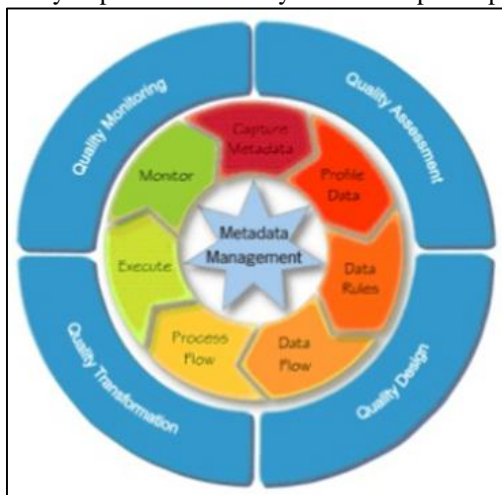 Quality Monitoring
Quality Assessment
Quality Design
Quality Transformation
Capture
Metadata
Profile
Data
Data
Rules
Data
Flow
Process
Flow
Execute
Monitor
Metadata
Management